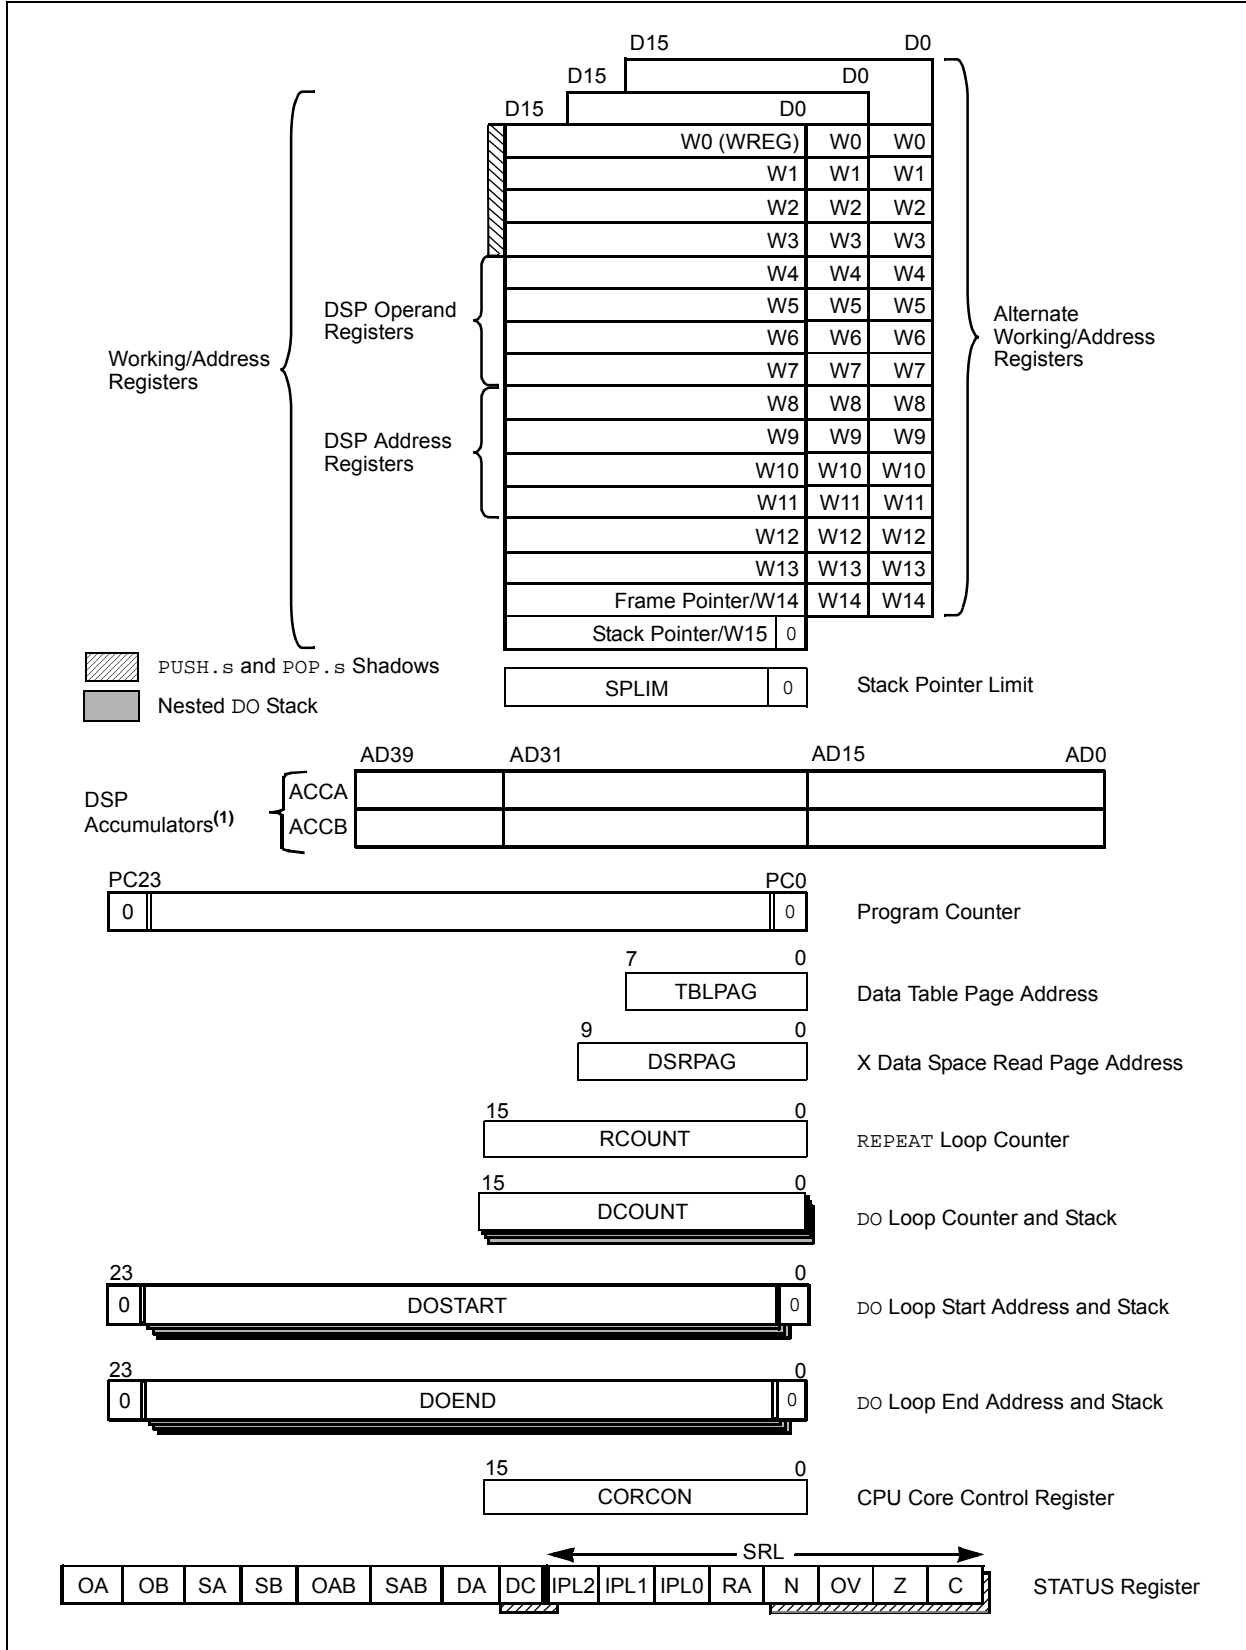 D15 D0
D15 D0
D15 D0
W0 (WREG) W0 W0
W1 W1 W1
W2 W2 W2
W3 W3 W3
W4 W4 W4
DSP Operand
Registers
W5 W5 W5
W6 W6 W6
Alternate
Working/Address
Registers
Working/Address
Registers
W7 W7 W7
W8 W8 W8
DSP Address
Registers
W9 W9 W9
W10 W10 W10
W11 W11 W11
W12 W12 W12
W13 W13 W13
Frame Pointer/W14 W14 W14
Stack Pointer/W15 0
PUSH.s and POP.s Shadows
SPLIM 0 Stack Pointer Limit
Nested DO Stack
AD39 AD31 AD15 AD0
DSP
Accumulators(1)
ACCA
ACCB
PC23 PC0
0 0 Program Counter
7 0
TBLPAG Data Table Page Address
9 0
DSRPAG X Data Space Read Page Address
15 0
RCOUNT REPEAT Loop Counter
15 0
DCOUNT DO Loop Counter and Stack
23 0
0 DOSTART 0 DO Loop Start Address and Stack
23 0
0 DOEND 0 DO Loop End Address and Stack
15 0
CORCON CPU Core Control Register
SRL
OA OB SA SB OAB SAB DA DC IPL2 IPL1 IPL0 RA N OV Z C STATUS Register